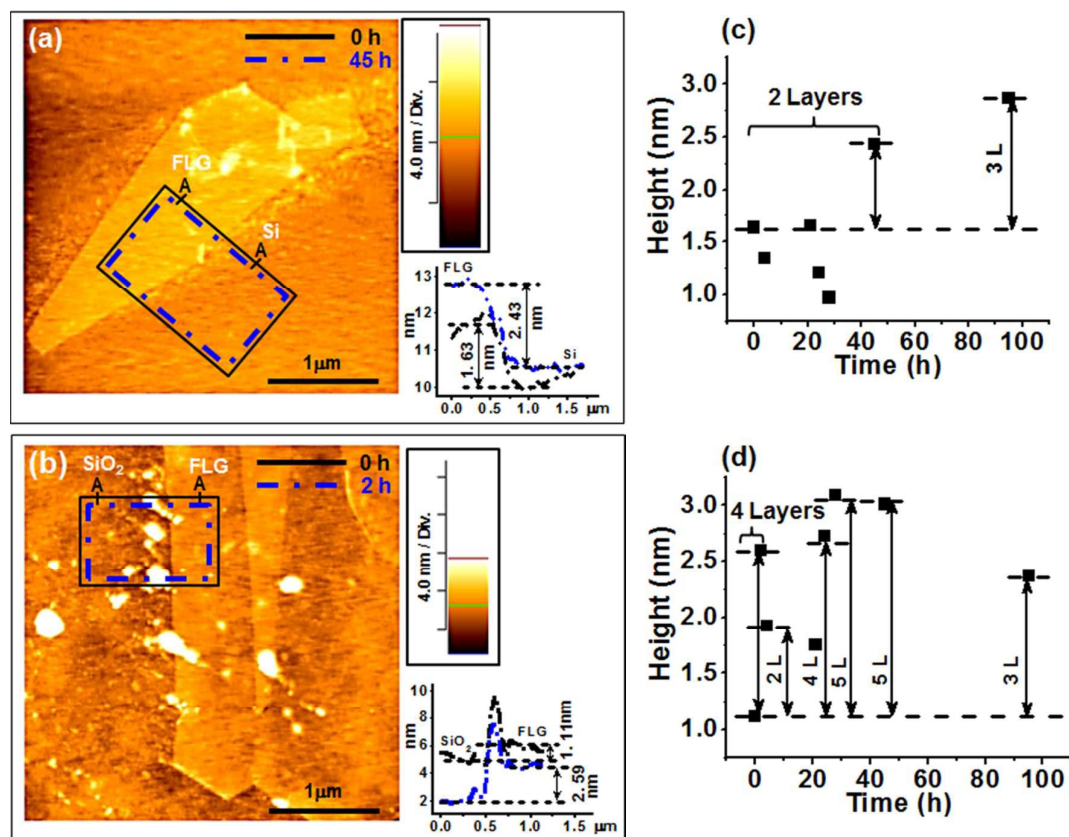 (a)
0 h
45 h
FLG
A
Si
A
1µm
4.0 nm / Div.
13
12
11
10
nm
FLG
Si
2. 43
nm
1. 63
nm
0.0 0.5 1.0 1.5 µm
(c)
Height (nm)
3.0
2.5
2.0
1.5
1.0
2 Layers
3 L
0 20 40 60 80 100
Time (h)
(b)
0 h
2 h
SiO2
FLG
A
A
1µm
4.0 nm / Div.
10
8
6
4
2
nm
SiO2
FLG
1. 11nm
2. 59
nm
0.0 0.5 1.0 1.5 µm
(d)
Height (nm)
3.0
2.5
2.0
1.5
1.0
4 Layers
2 L
4 L
5 L
5 L
3 L
0 20 40 60 80 100
Time (h)